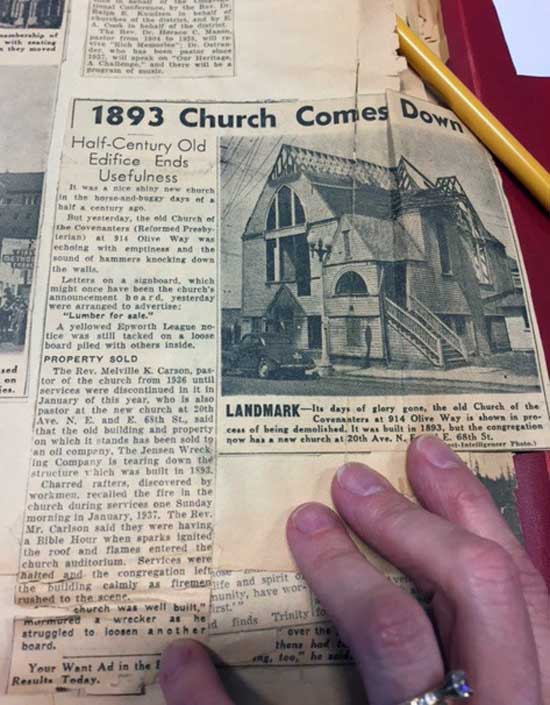 tional Conference, by the Rev. Dr.
Ralph E. Knudsen in behalf of
churches of the district, and by E.
A. Cook in behalf of the district.
The Rev. Dr. Horace C. Mason,
pastor from 1904 to 1925, will re-
vive "Rich Memories"; Dr.
der, who has been pastor since
1937, will speak on "Our Heritage,
A Challenge," and there will be a
program of music.
membership of
with seating
they moved
1893 Church Comes Down
Half-Century Old
Edifice Ends
Usefulness
It was a nice shiny new church
in the horse-and-buggy days of a
half a century ago.
But yesterday, the old Church of
the Covenanters (Reformed Presby-
terian) at 914 Olive Way was
echoing with emptiness and the
sound of hammers knocking down
the walls.
Letters on a signboard, which
might once have been the church's
announcement board, yesterday
were arranged to advertise:
"Lumber for sale."
A yellowed Epworth League no-
tice was still tacked on a loose
board piled with others inside.
PROPERTY SOLD
The Rev. Melville K. Carson, pas-
tor of the church from 1936 until
services were discontinued in it in
January of this year, who is also
pastor at the new church at 20th
Ave. N. E. and E. 68th St., said
that the old building and property
on which it stands has been sold to
an oil company. The Jensen Wreck-
ing Company is tearing down the
structure which was built in 1893.
Charred rafters, discovered by
workmen, recalled the fire in the
church during services one Sunday
morning in January, 1937. The Rev.
Mr. Carlson said they were having
a Bible Hour when sparks ignited
the roof and flames entered the
church auditorium. Services were
halted and the congregation left
the building calmly as firemen
rushed to the scene.
church was well built,"
murmured a wrecker as he
struggled to loosen another
board.
Your Want Ad in the
Results Today.
LANDMARK—Its days of glory gone, the old Church of the
Covenanters at 914 Olive Way is shown in pro-
cess of being demolished. It was built in 1893, but the congregation
now has a new church at 20th Ave. N. E. E. 68th St.
Photo.)
life and spirit o
munity, have wor-
first.'"
finds Trinity
over the
thens had
too," he said.